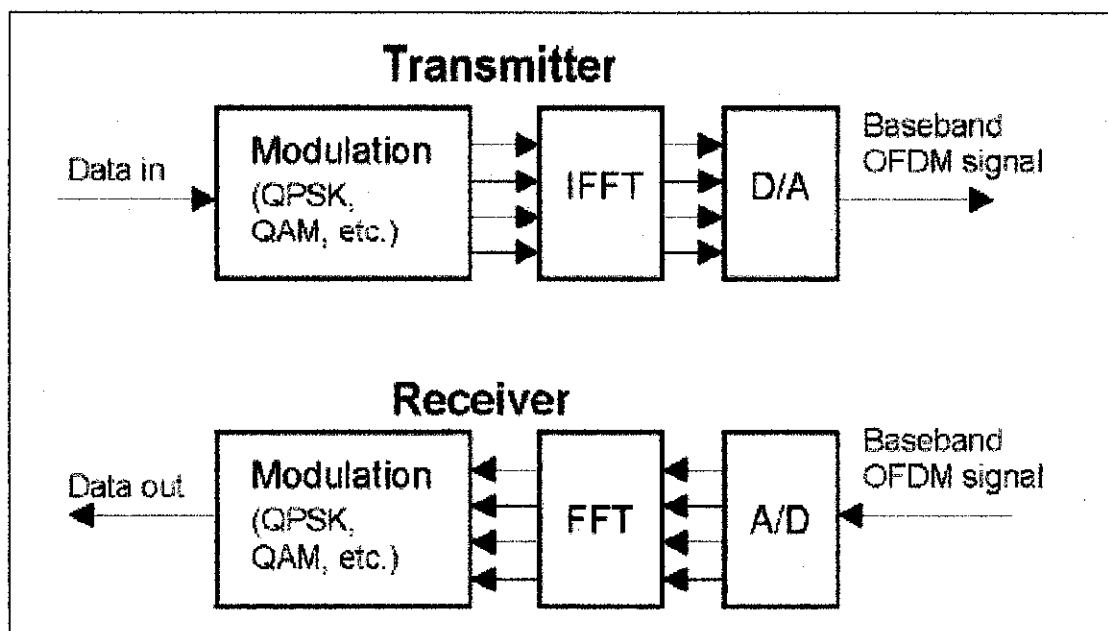 Transmitter
Data in
Modulation
(QPSK,
QAM, etc.)
IFFT
D/A
Baseband
OFDM signal
Receiver
Data out
Modulation
(QPSK,
QAM, etc.)
FFT
A/D
Baseband
OFDM signal